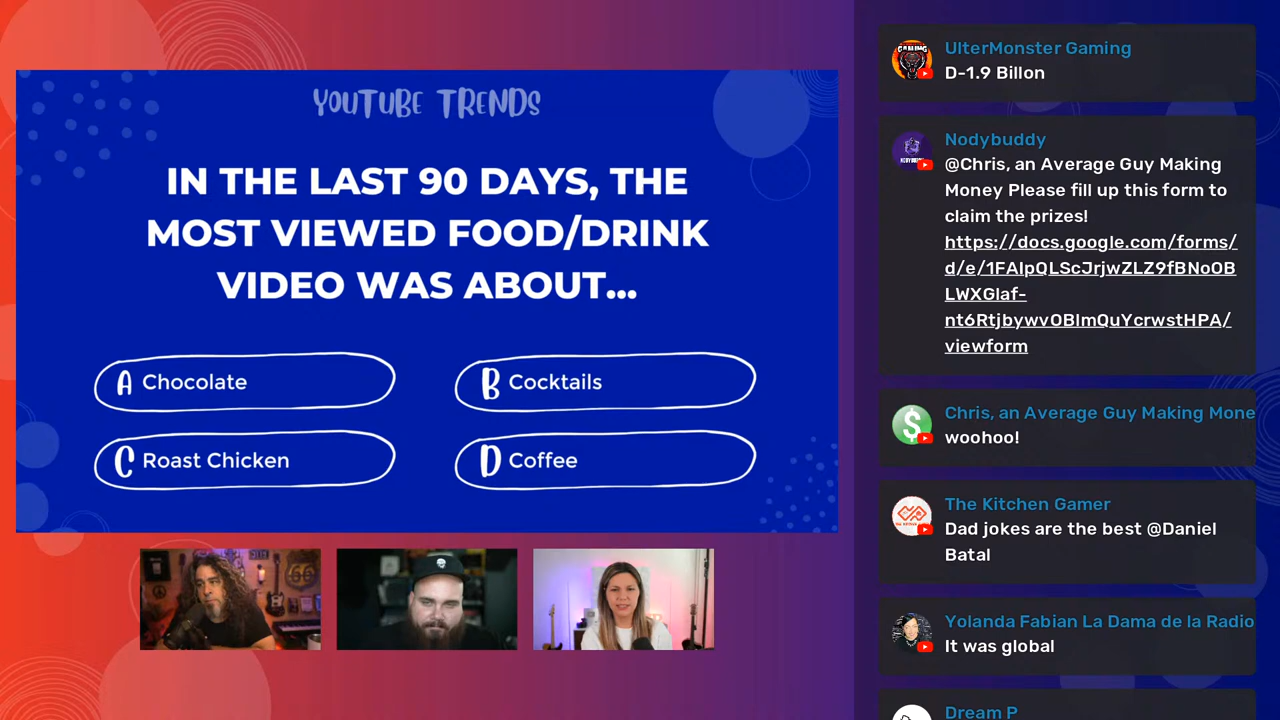 YOUTUBE TRENDS
IN THE LAST 90 DAYS, THE
MOST VIEWED FOOD/DRINK
VIDEO WAS ABOUT...
A Chocolate
B Cocktails
C Roast Chicken
D Coffee
UlterMonster Gaming
D-1.9 Billon
Nodybuddy
@Chris, an Average Guy Making
Money Please fill up this form to
claim the prizes!
https://docs.google.com/forms/
d/e/1FAIpQLScJrjwZLZ9fBNoOB
LWXGIaf-
nt6RtjbywvOBlmQuYcrwstHPA/
viewform
Chris, an Average Guy Making Mone
woohoo!
The Kitchen Gamer
Dad jokes are the best @Daniel
Batal
Yolanda Fabian La Dama de la Radio
It was global
Dream P